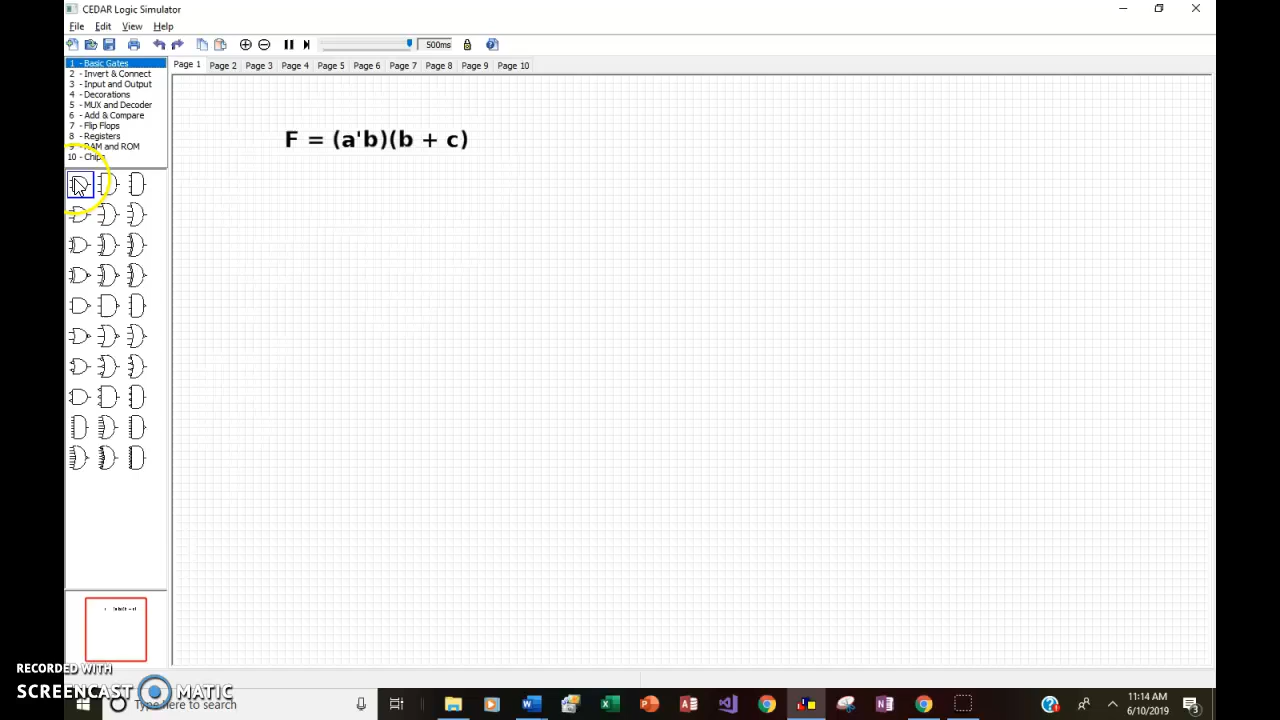 CEDAR Logic Simulator
File Edit View Help
500ms
1 - Basic Gates
2 - Invert & Connect
3 - Input and Output
4 - Decorations
5 - MUX and Decoder
6 - Add & Compare
7 - Flip Flops
8 - Registers
9 - RAM and ROM
10 - Chips
Page 1 Page 2 Page 3 Page 4 Page 5 Page 6 Page 7 Page 8 Page 9 Page 10
F = (a'b)(b + c)
RECORDED WITH
SCREENCAST MATIC
Type here to search
11:14 AM
6/10/2019
3